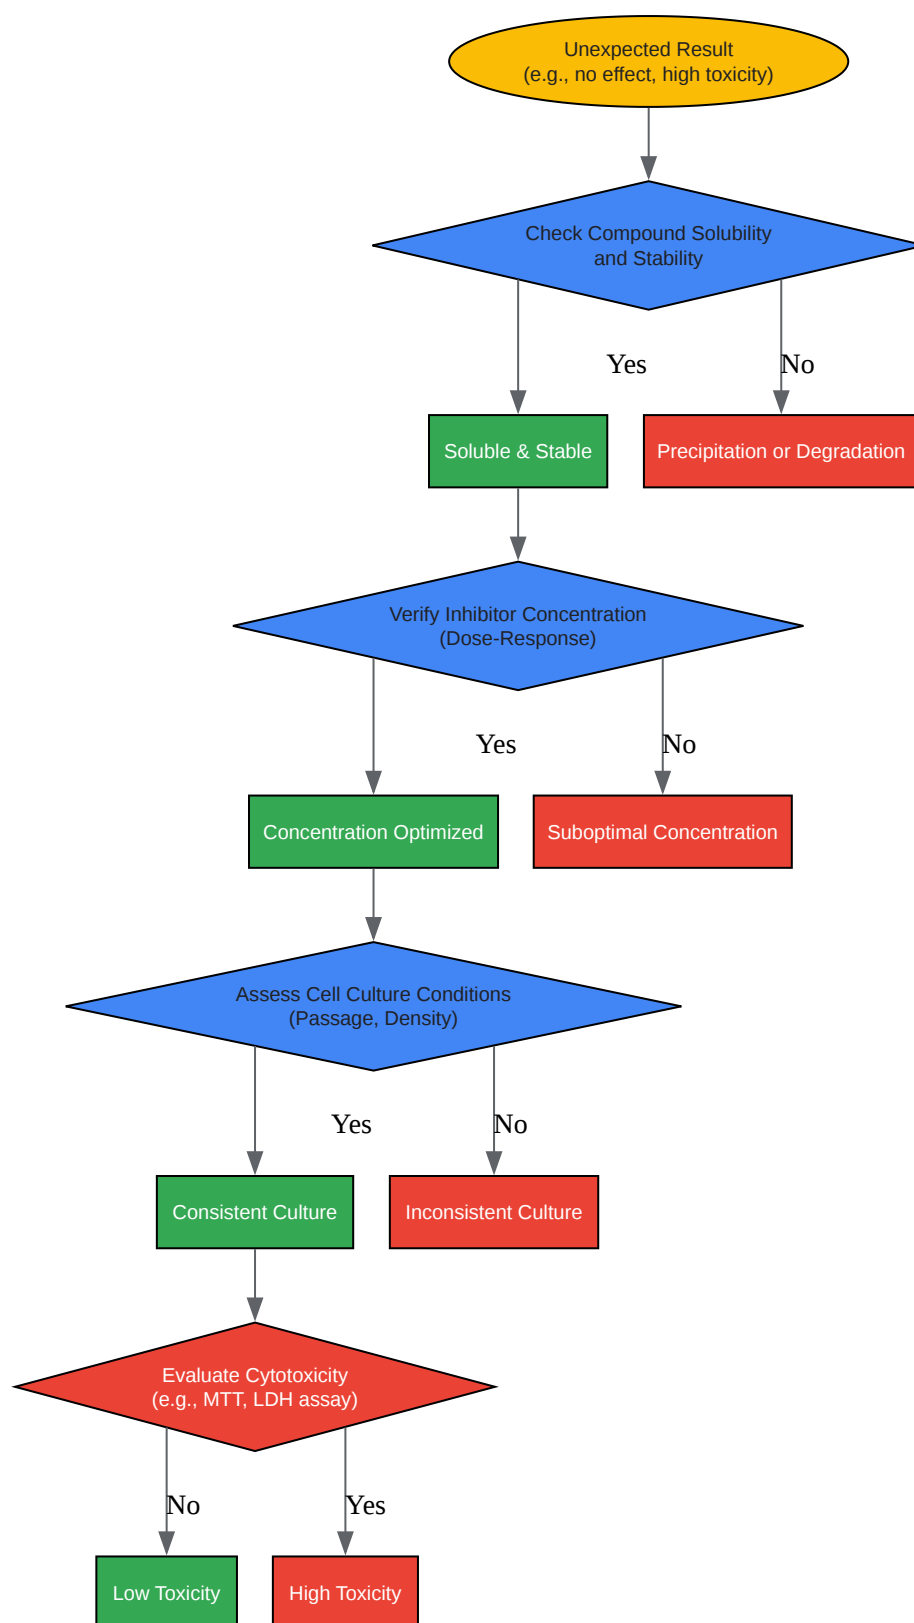 Unexpected Result
(e.g., no effect, high toxicity)
Check Compound Solubility
and Stability
Yes
No
Soluble & Stable
Precipitation or Degradation
Verify Inhibitor Concentration
(Dose-Response)
Yes
No
Concentration Optimized
Suboptimal Concentration
Assess Cell Culture Conditions
(Passage, Density)
Yes
No
Consistent Culture
Inconsistent Culture
Evaluate Cytotoxicity
(e.g., MTT, LDH assay)
No
Yes
Low Toxicity
High Toxicity